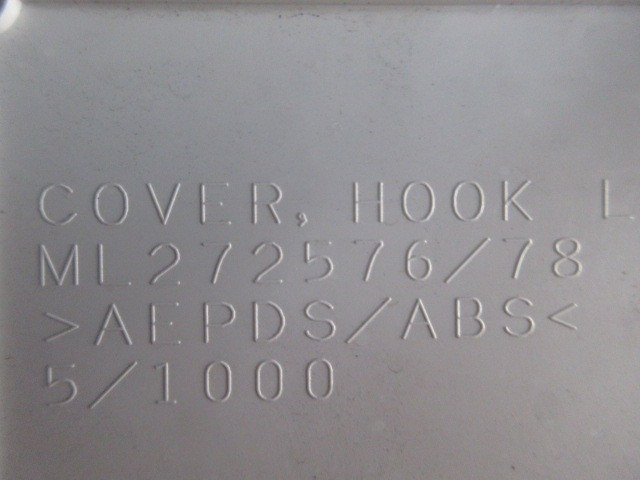 COVER, HOOK L
ML272576/78
>AEPDS/ABS<
5/1000